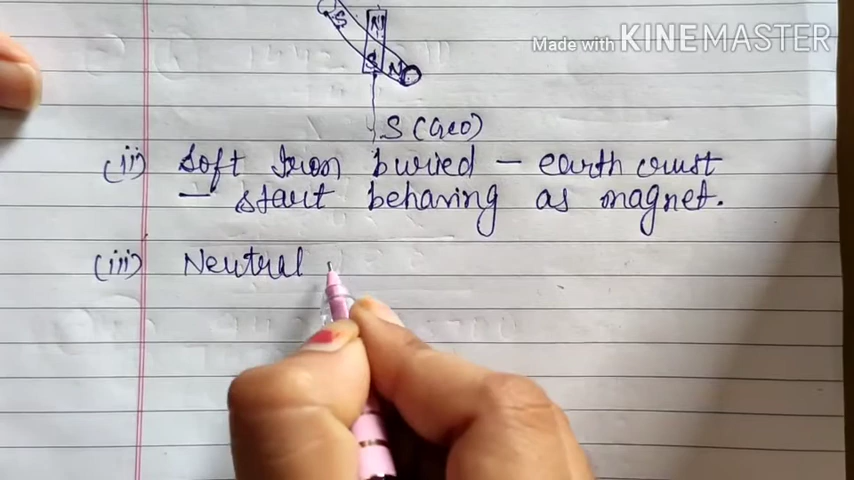 Made with KINEMASTER
S
N
S
N
S (Geo)
(ii) Soft Iron buried - earth crust
- start behaving as magnet.
(iii) Neutral